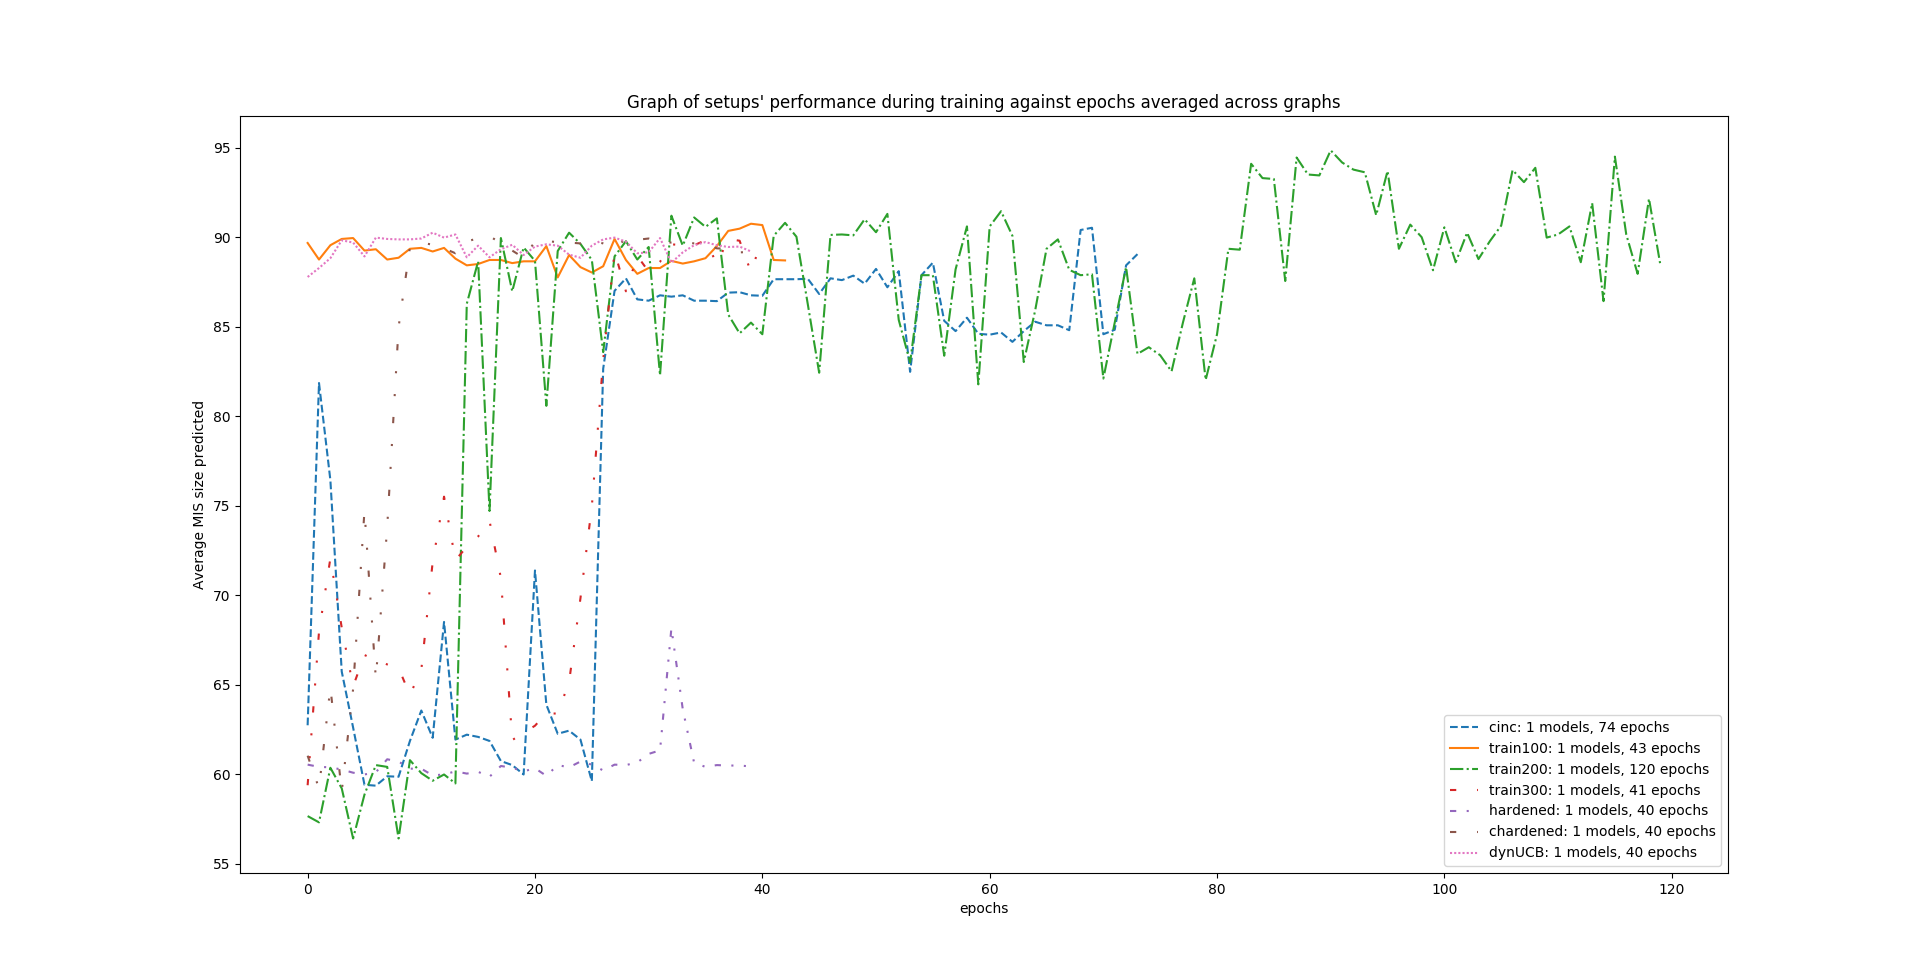 Graph of setups' performance during training against epochs averaged across graphs
Average MIS size predicted
95
90
85
80
75
70
65
60
55
0
20
40
60
80
100
120
epochs
cinc: 1 models, 74 epochs
train100: 1 models, 43 epochs
train200: 1 models, 120 epochs
train300: 1 models, 41 epochs
hardened: 1 models, 40 epochs
chardened: 1 models, 40 epochs
dynUCB: 1 models, 40 epochs